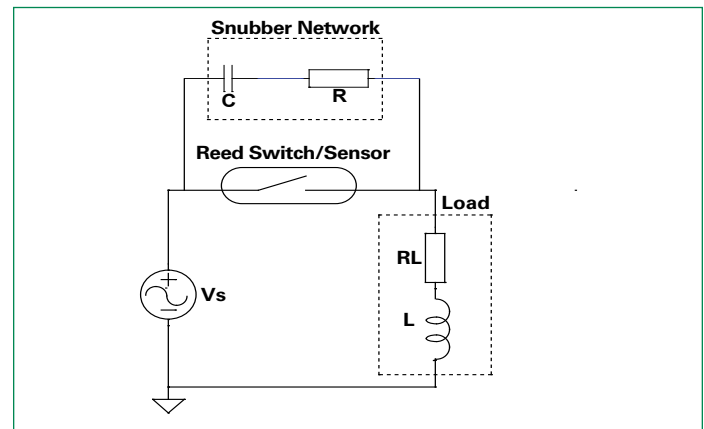 Snubber Network
C
R
Reed Switch/Sensor
Load
RL
Vs
L